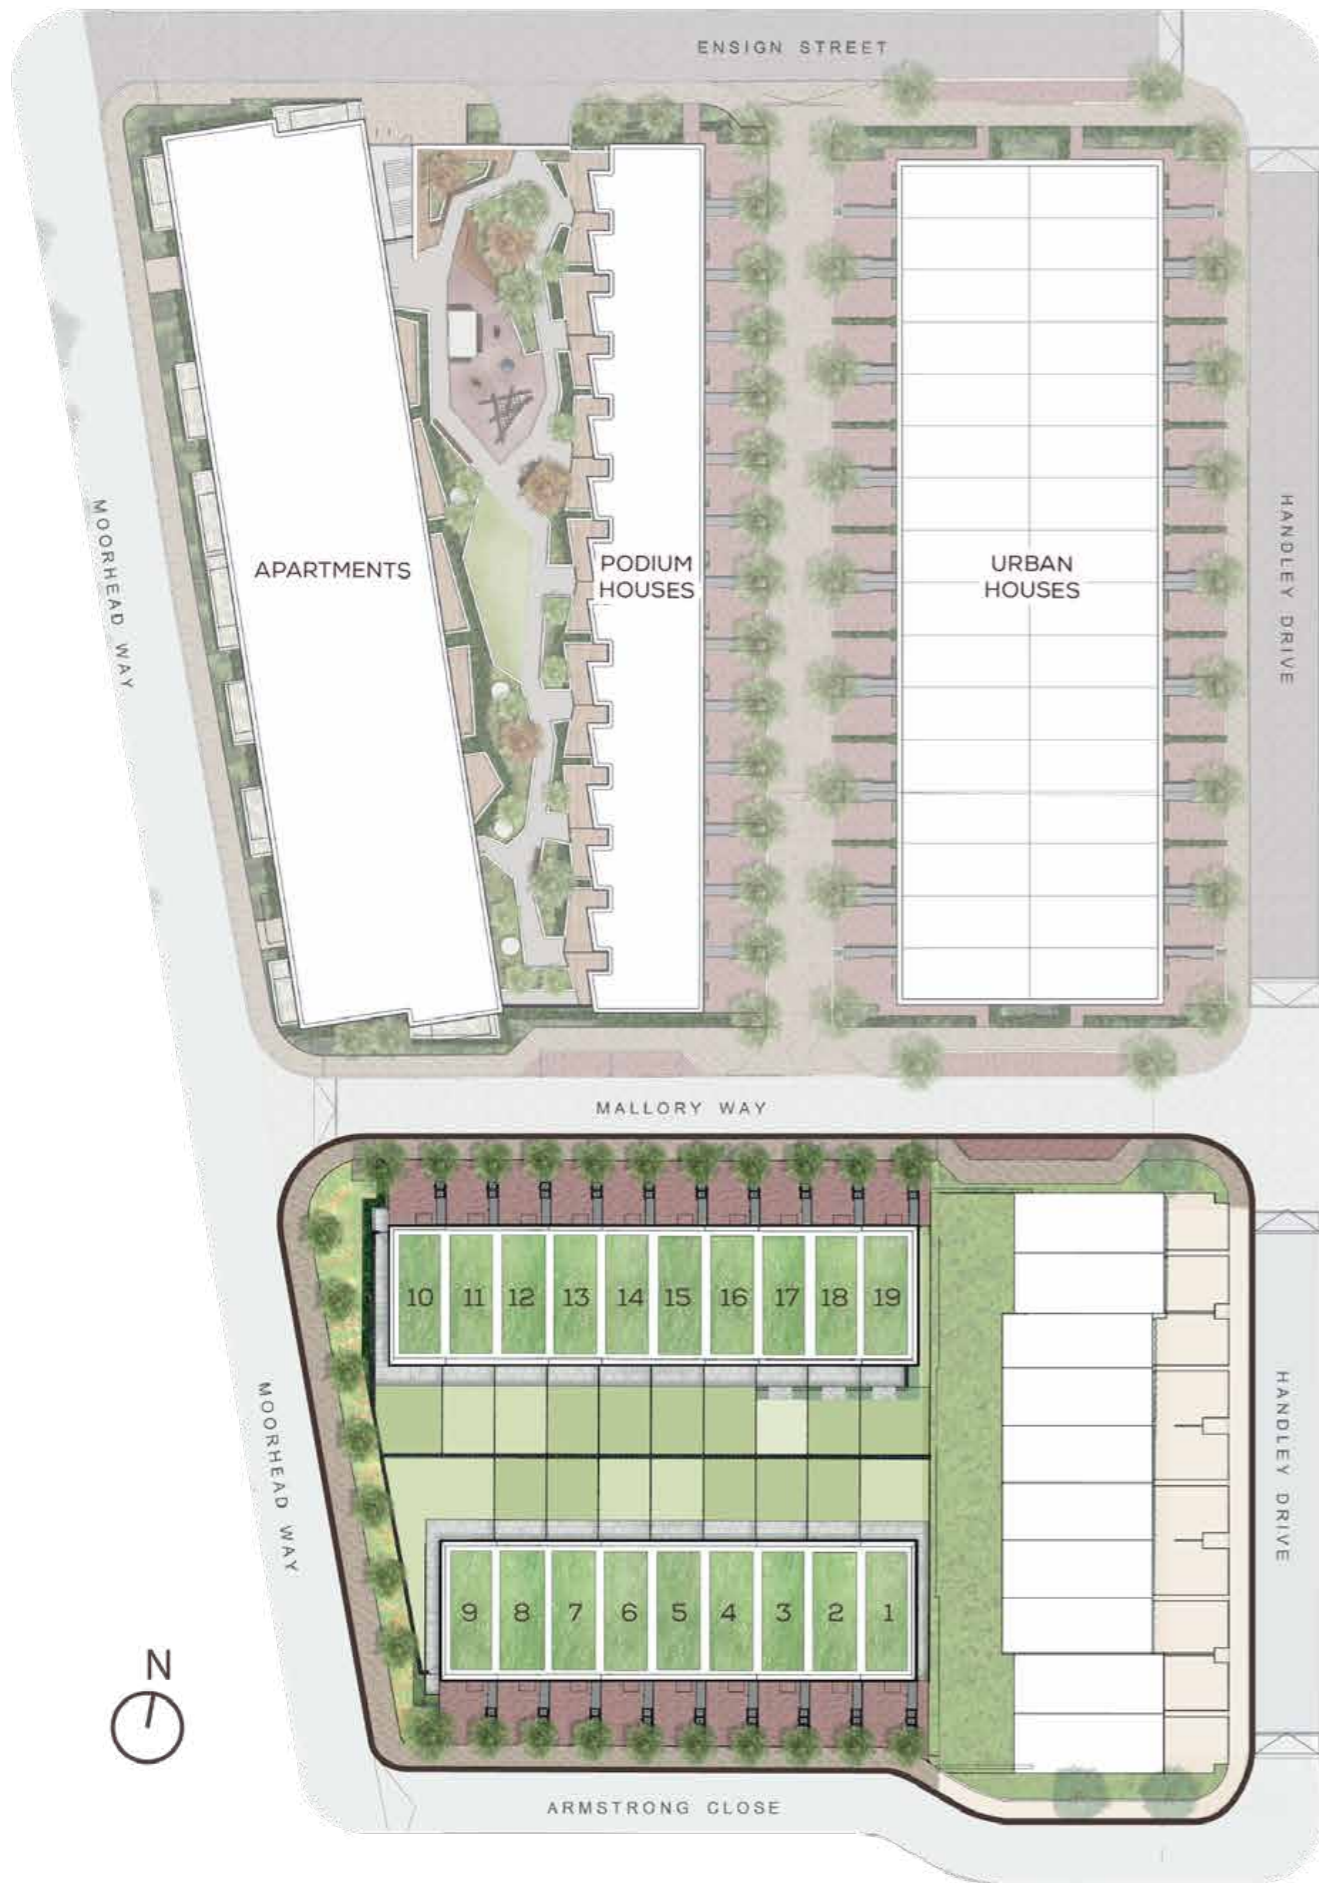 ENSIGN STREET
MOORHEAD WAY
APARTMENTS
PODIUM
HOUSES
URBAN
HOUSES
HANDLEY DRIVE
MALLORY WAY
10 11 12 13 14 15 16 17 18 19
MOORHEAD WAY
HANDLEY DRIVE
9 8 7 6 5 4 3 2 1
N
ARMSTRONG CLOSE